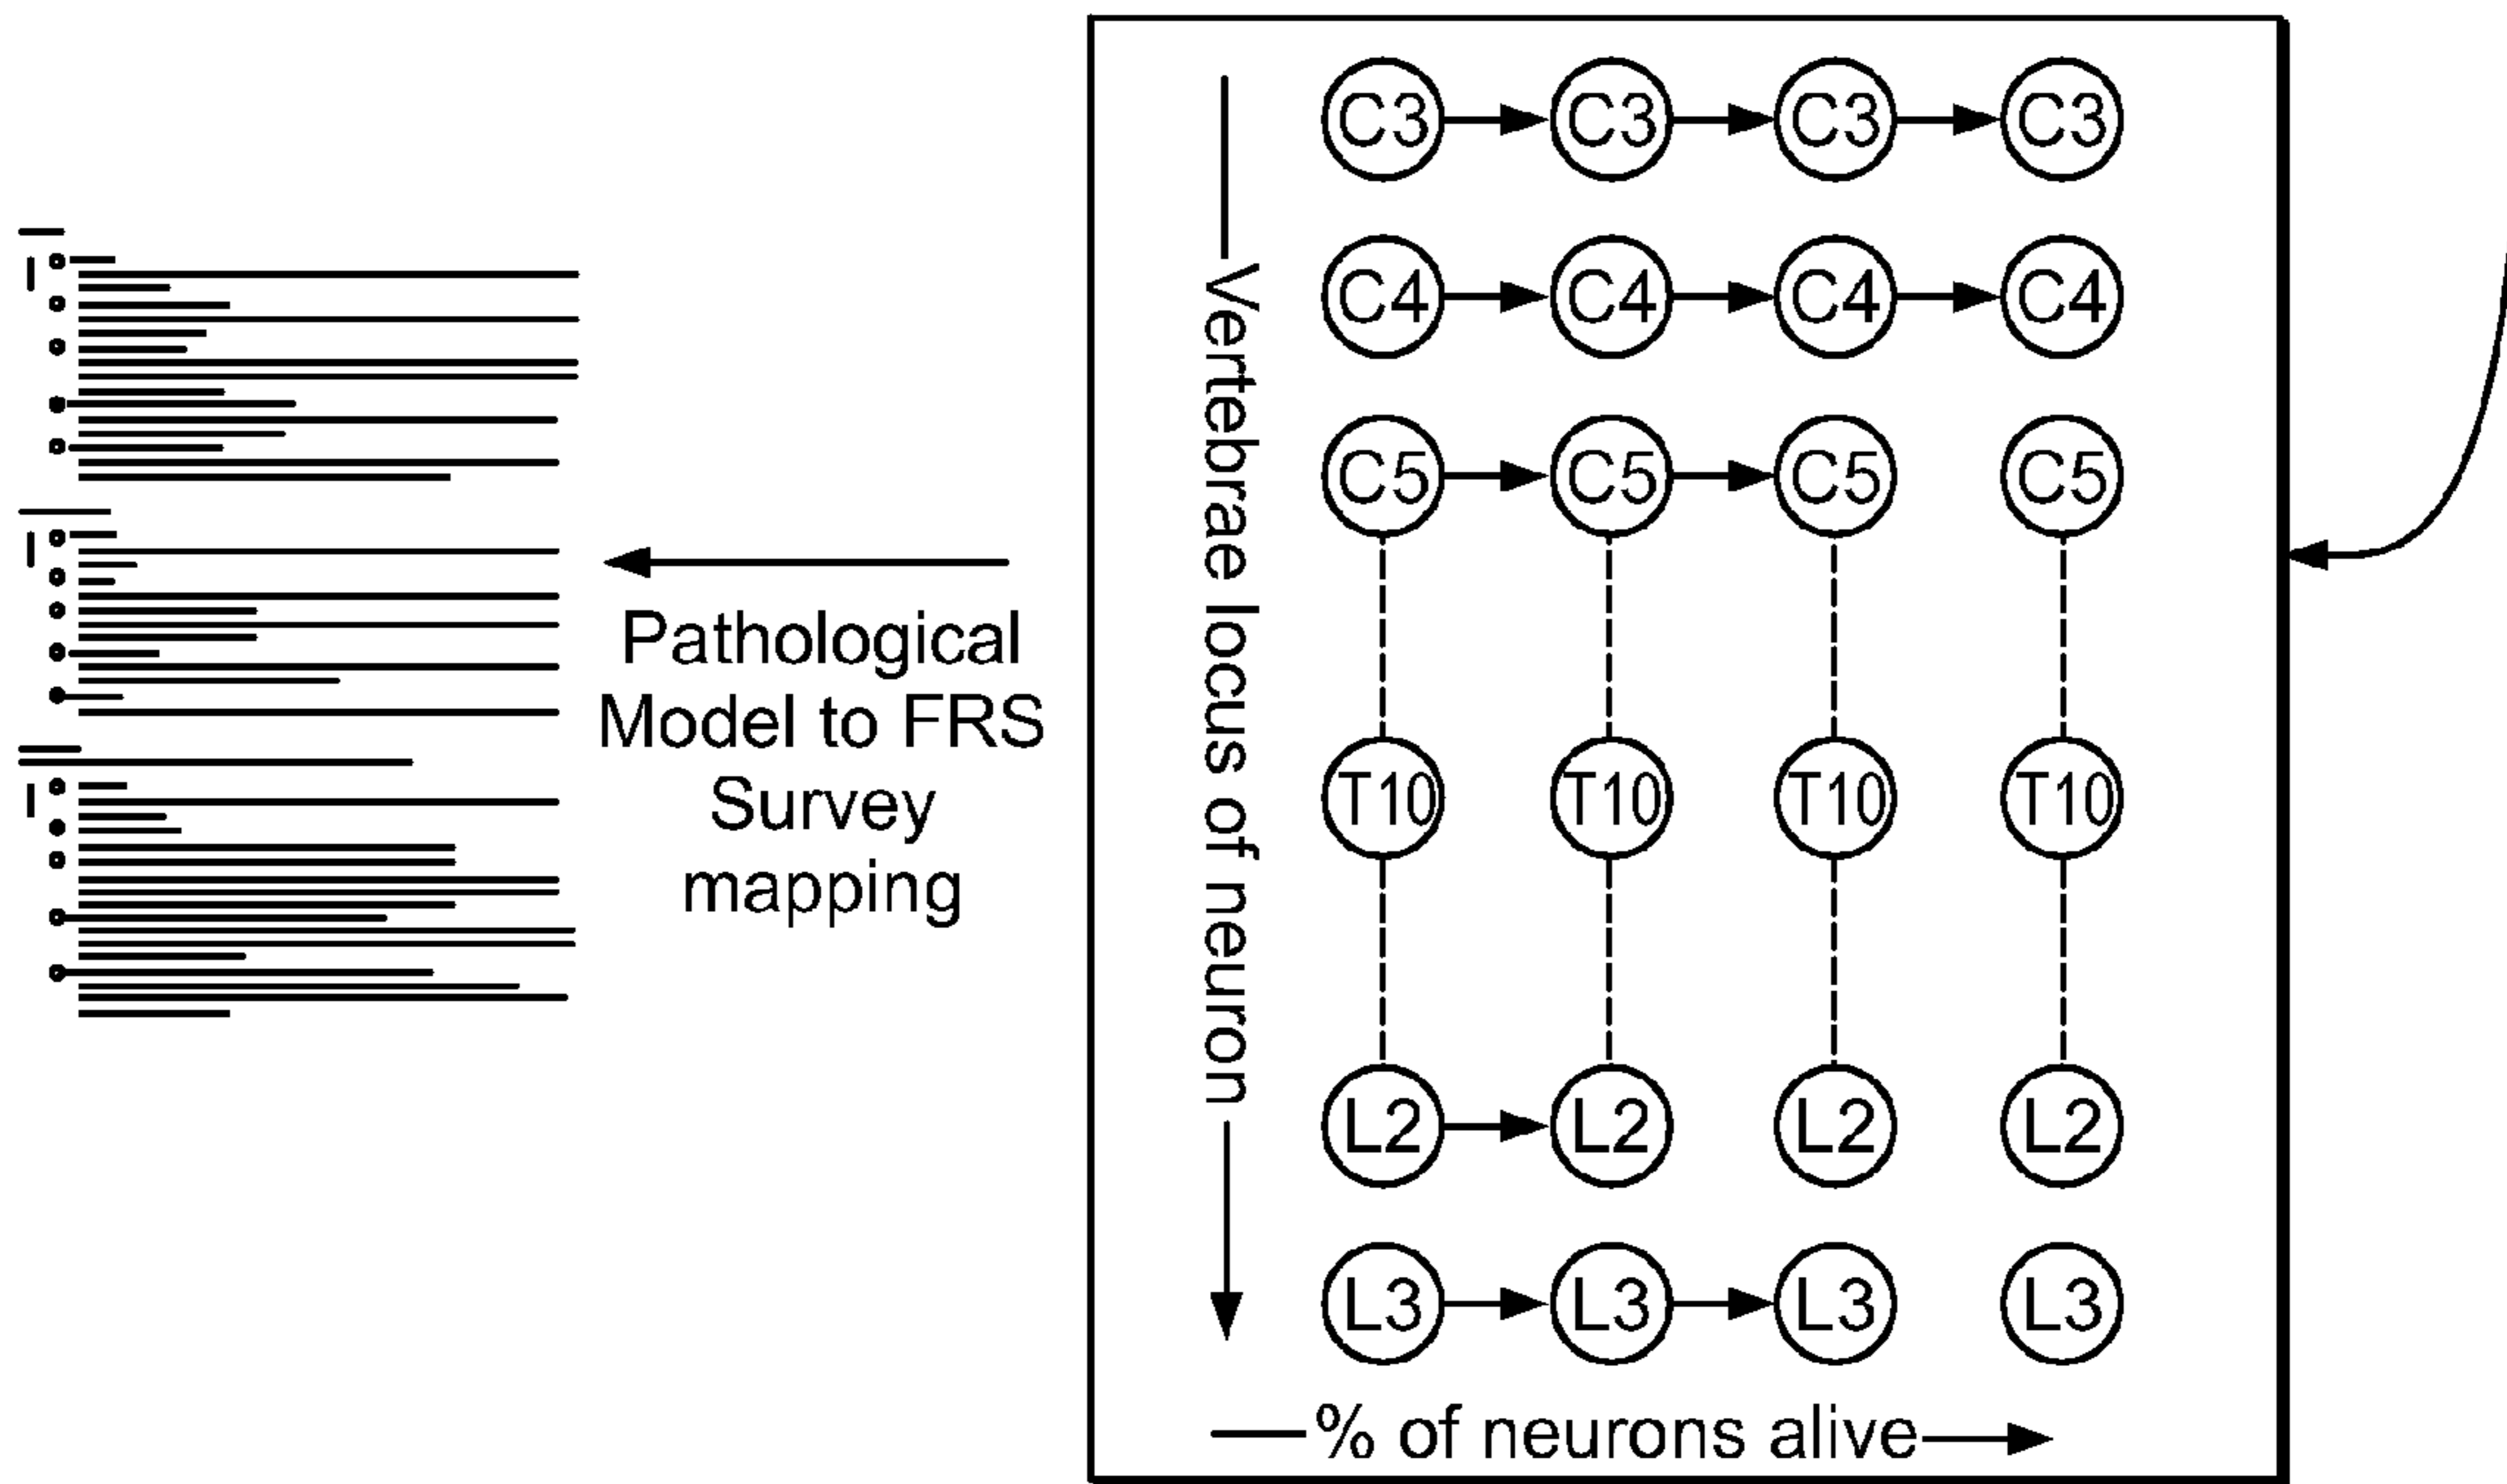 Pathological
Model to FRS
Survey
mapping
Vertebrae locus of neuron
C3 C3 C3 C3
C4 C4 C4 C4
C5 C5 C5 C5
T10 T10 T10 T10
L2 L2 L2 L2
L3 L3 L3 L3
% of neurons alive